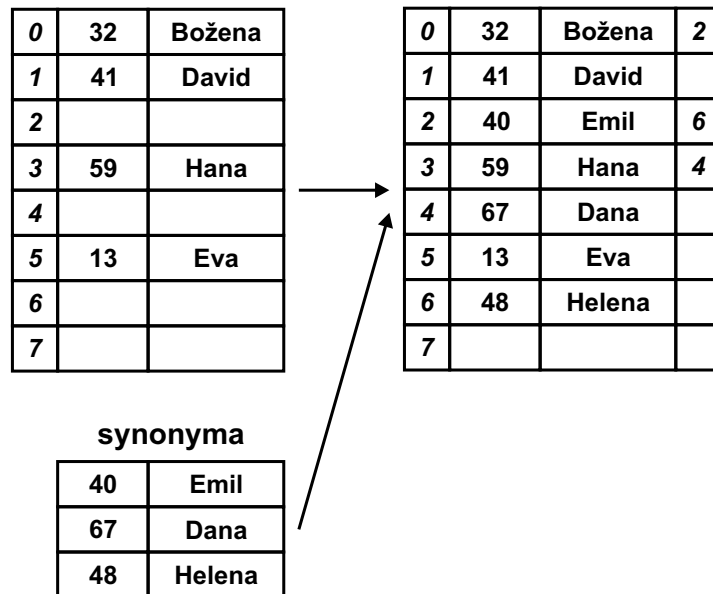 0 32 Božena
1 41 David
2
3 59 Hana
4
5 13 Eva
6
7
synonyma
40 Emil
67 Dana
48 Helena
0 32 Božena 2
1 41 David
2 40 Emil 6
3 59 Hana 4
4 67 Dana
5 13 Eva
6 48 Helena
7